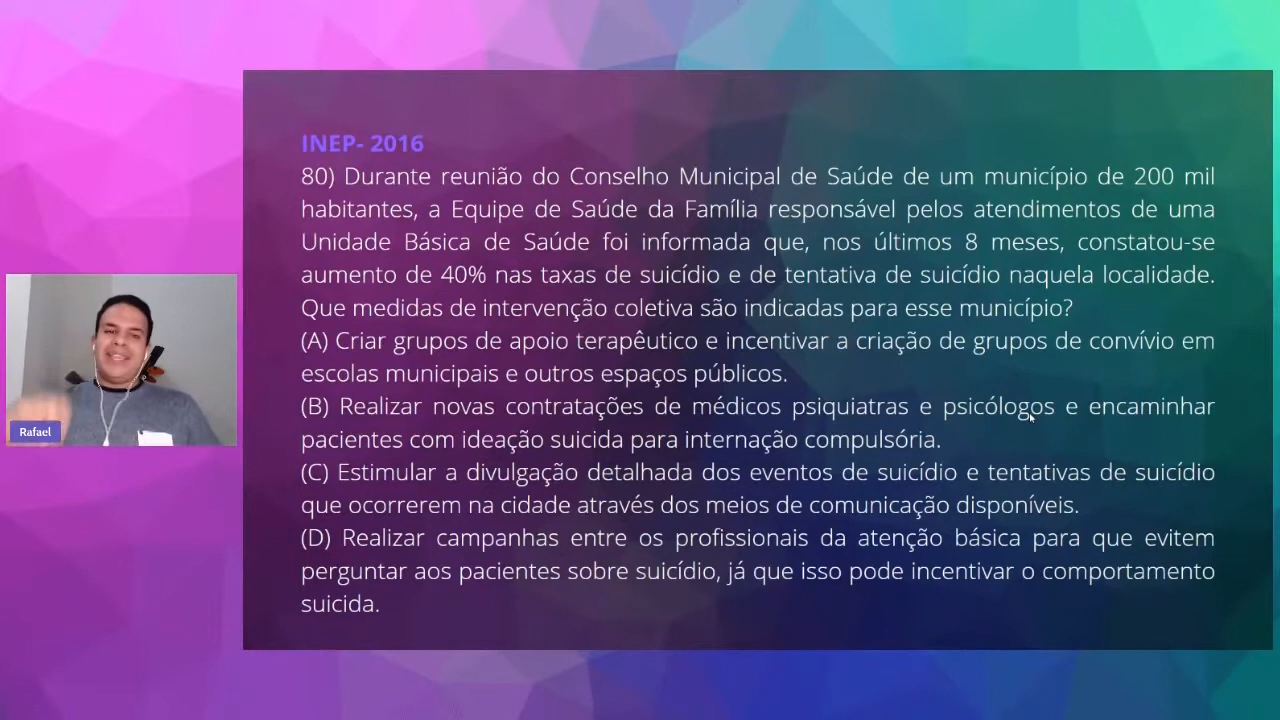 INEP- 2016
80) Durante reunião do Conselho Municipal de Saúde de um município de 200 mil
habitantes, a Equipe de Saúde da Família responsável pelos atendimentos de uma
Unidade Básica de Saúde foi informada que, nos últimos 8 meses, constatou-se
aumento de 40% nas taxas de suicídio e de tentativa de suicídio naquela localidade.
Que medidas de intervenção coletiva são indicadas para esse município?
(A) Criar grupos de apoio terapêutico e incentivar a criação de grupos de convívio em
escolas municipais e outros espaços públicos.
(B) Realizar novas contratações de médicos psiquiatras e psicólogos e encaminhar
pacientes com ideação suicida para internação compulsória.
(C) Estimular a divulgação detalhada dos eventos de suicídio e tentativas de suicídio
que ocorrerem na cidade através dos meios de comunicação disponíveis.
(D) Realizar campanhas entre os profissionais da atenção básica para que evitem
perguntar aos pacientes sobre suicídio, já que isso pode incentivar o comportamento
suicida.
Rafael